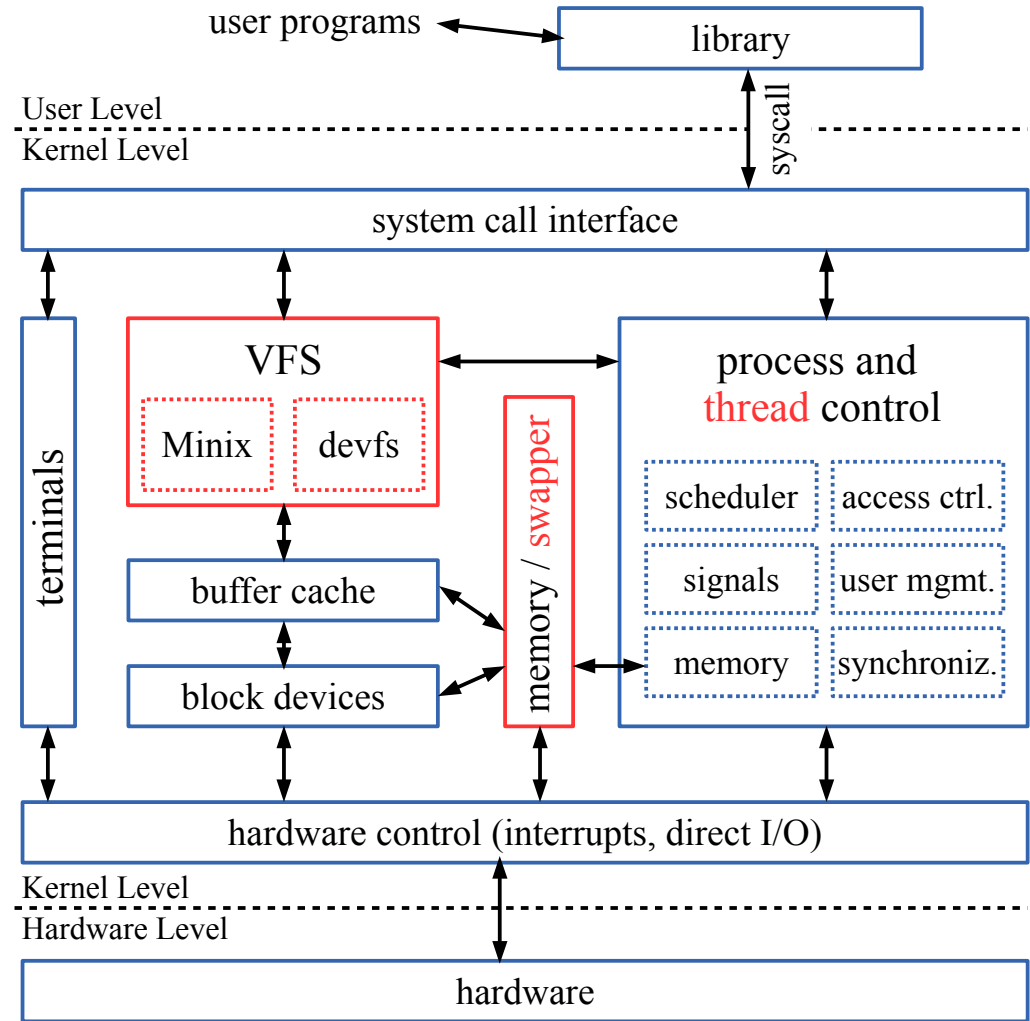 user programs
library
User Level
syscall
Kernel Level
system call interface
terminals
VFS
Minix
devfs
buffer cache
block devices
memory / swapper
process and
thread control
scheduler
access ctrl.
signals
user mgmt.
memory
synchroniz.
hardware control (interrupts, direct I/O)
Kernel Level
Hardware Level
hardware